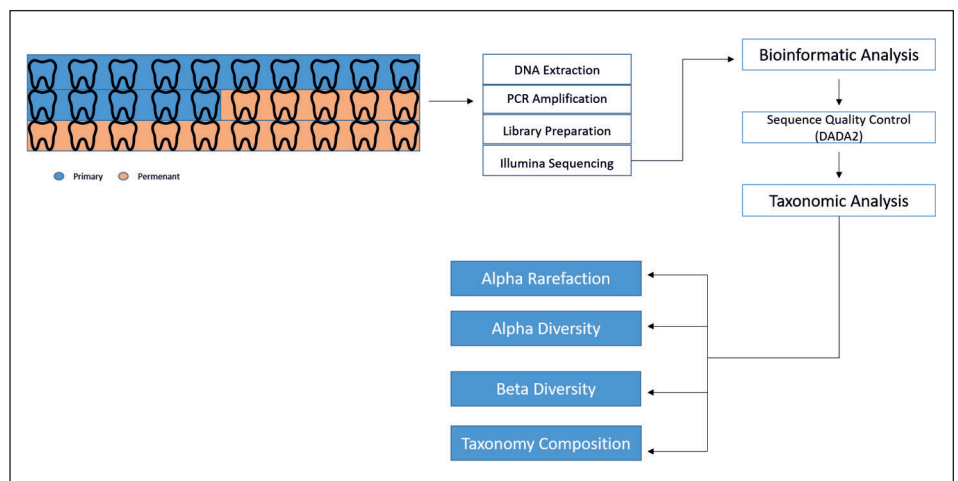 DNA Extraction
PCR Amplification
Library Preparation
Illumina Sequencing
Primary
Permenant
Bioinformatic Analysis
Sequence Quality Control
(DADA2)
Taxonomic Analysis
Alpha Rarefaction
Alpha Diversity
Beta Diversity
Taxonomy Composition